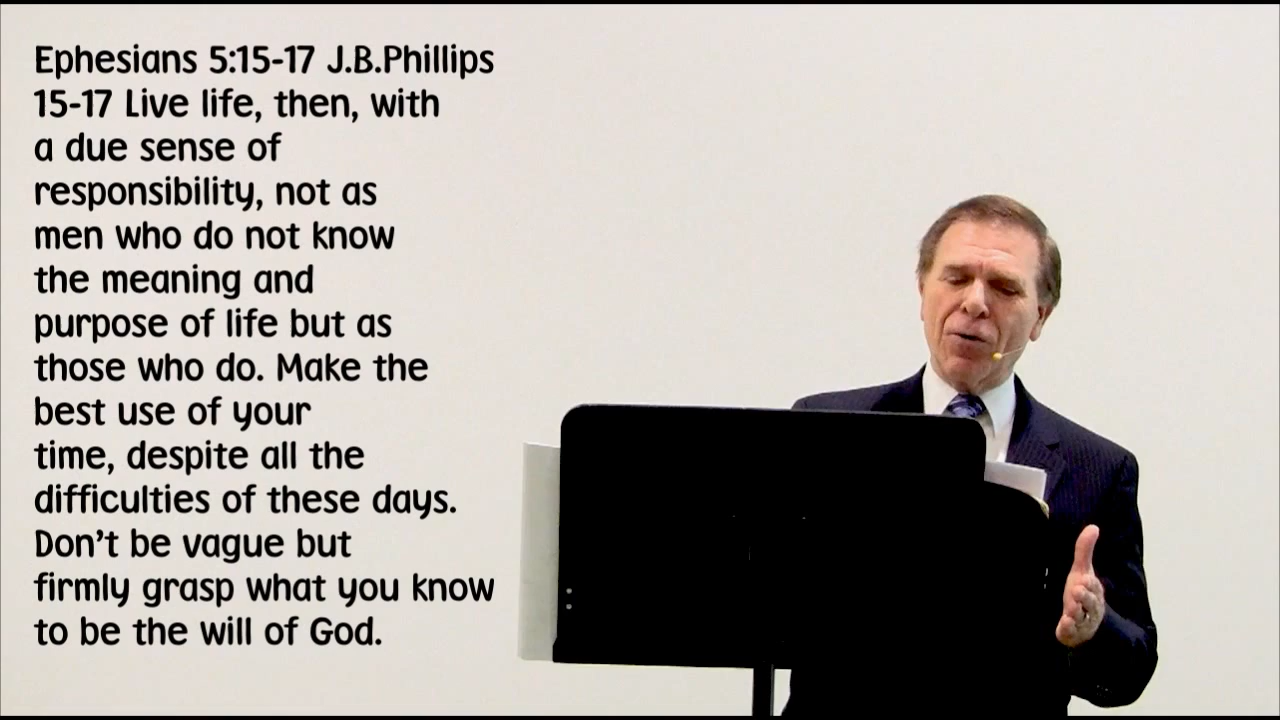 Ephesians 5:15-17 J.B.Phillips
15-17 Live life, then, with
a due sense of
responsibility, not as
men who do not know
the meaning and
purpose of life but as
those who do. Make the
best use of your
time, despite all the
difficulties of these days.
Don't be vague but
firmly grasp what you know
to be the will of God.